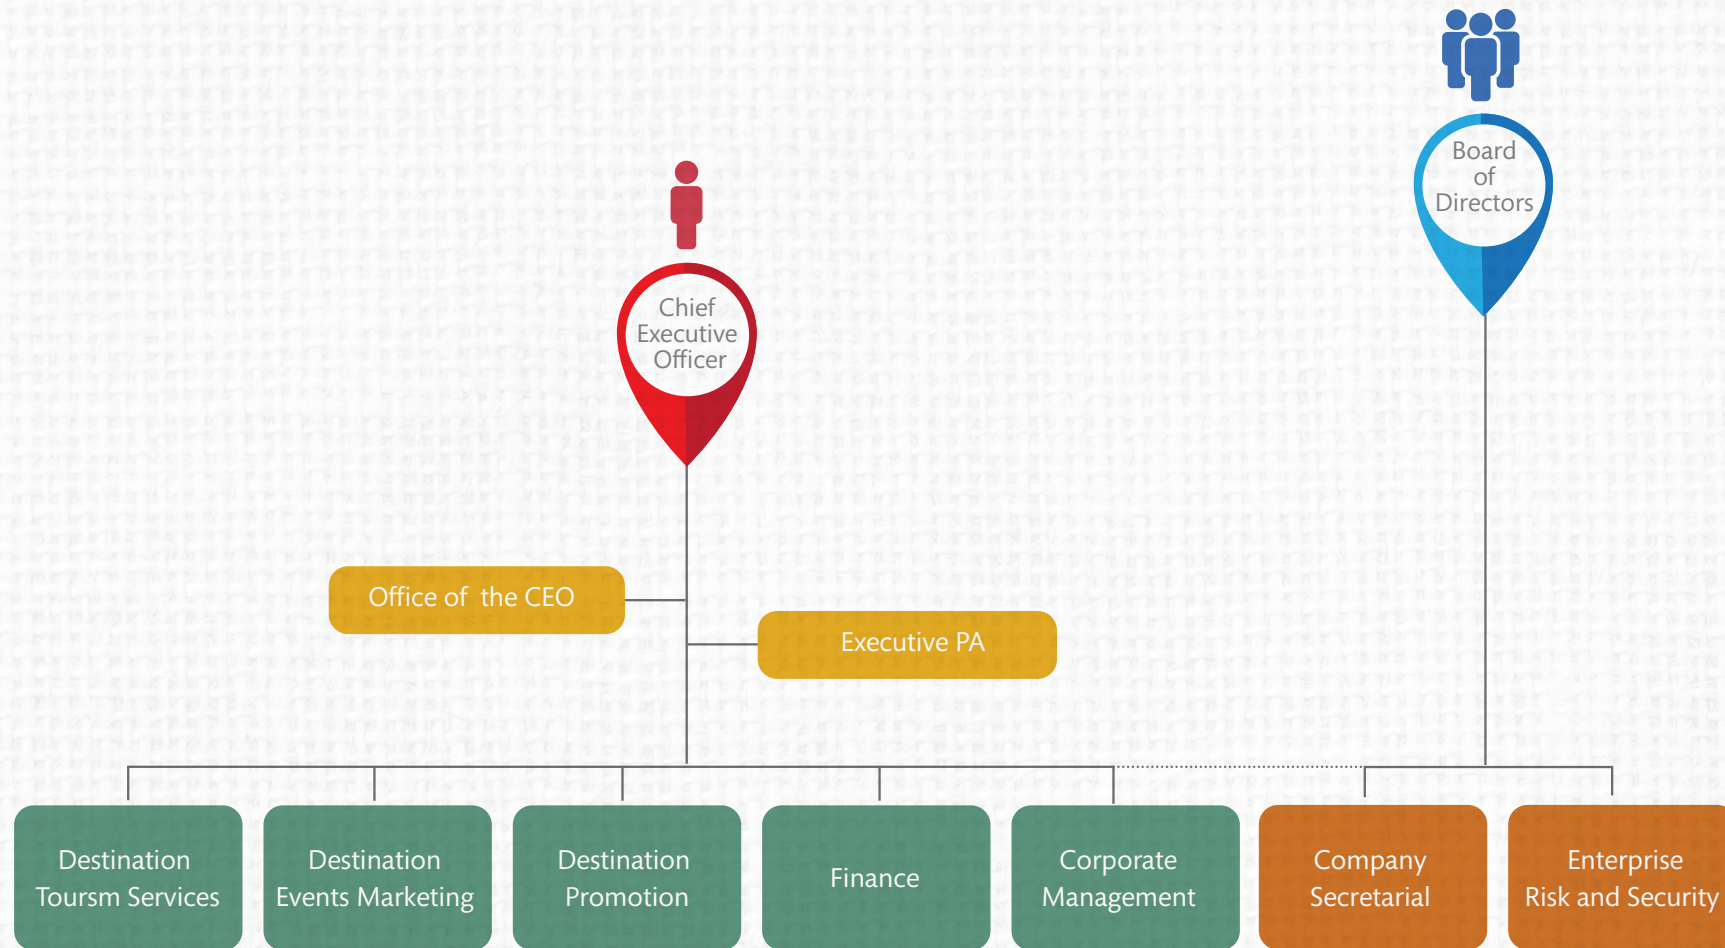 Board
of
Directors
Chief
Executive
Officer
Office of  the CEO
Executive PA
Destination
Toursm Services
Destination
Events Marketing
Destination
Promotion
Finance
Corporate
Management
Company
Secretarial
Enterprise
Risk and Security